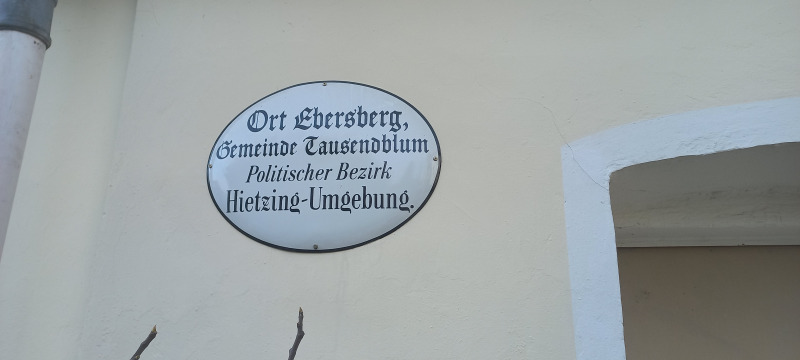 Ort Ebersberg,
Gemeinde Tausendblum
Politischer Bezirk
Hietzing-Umgebung.